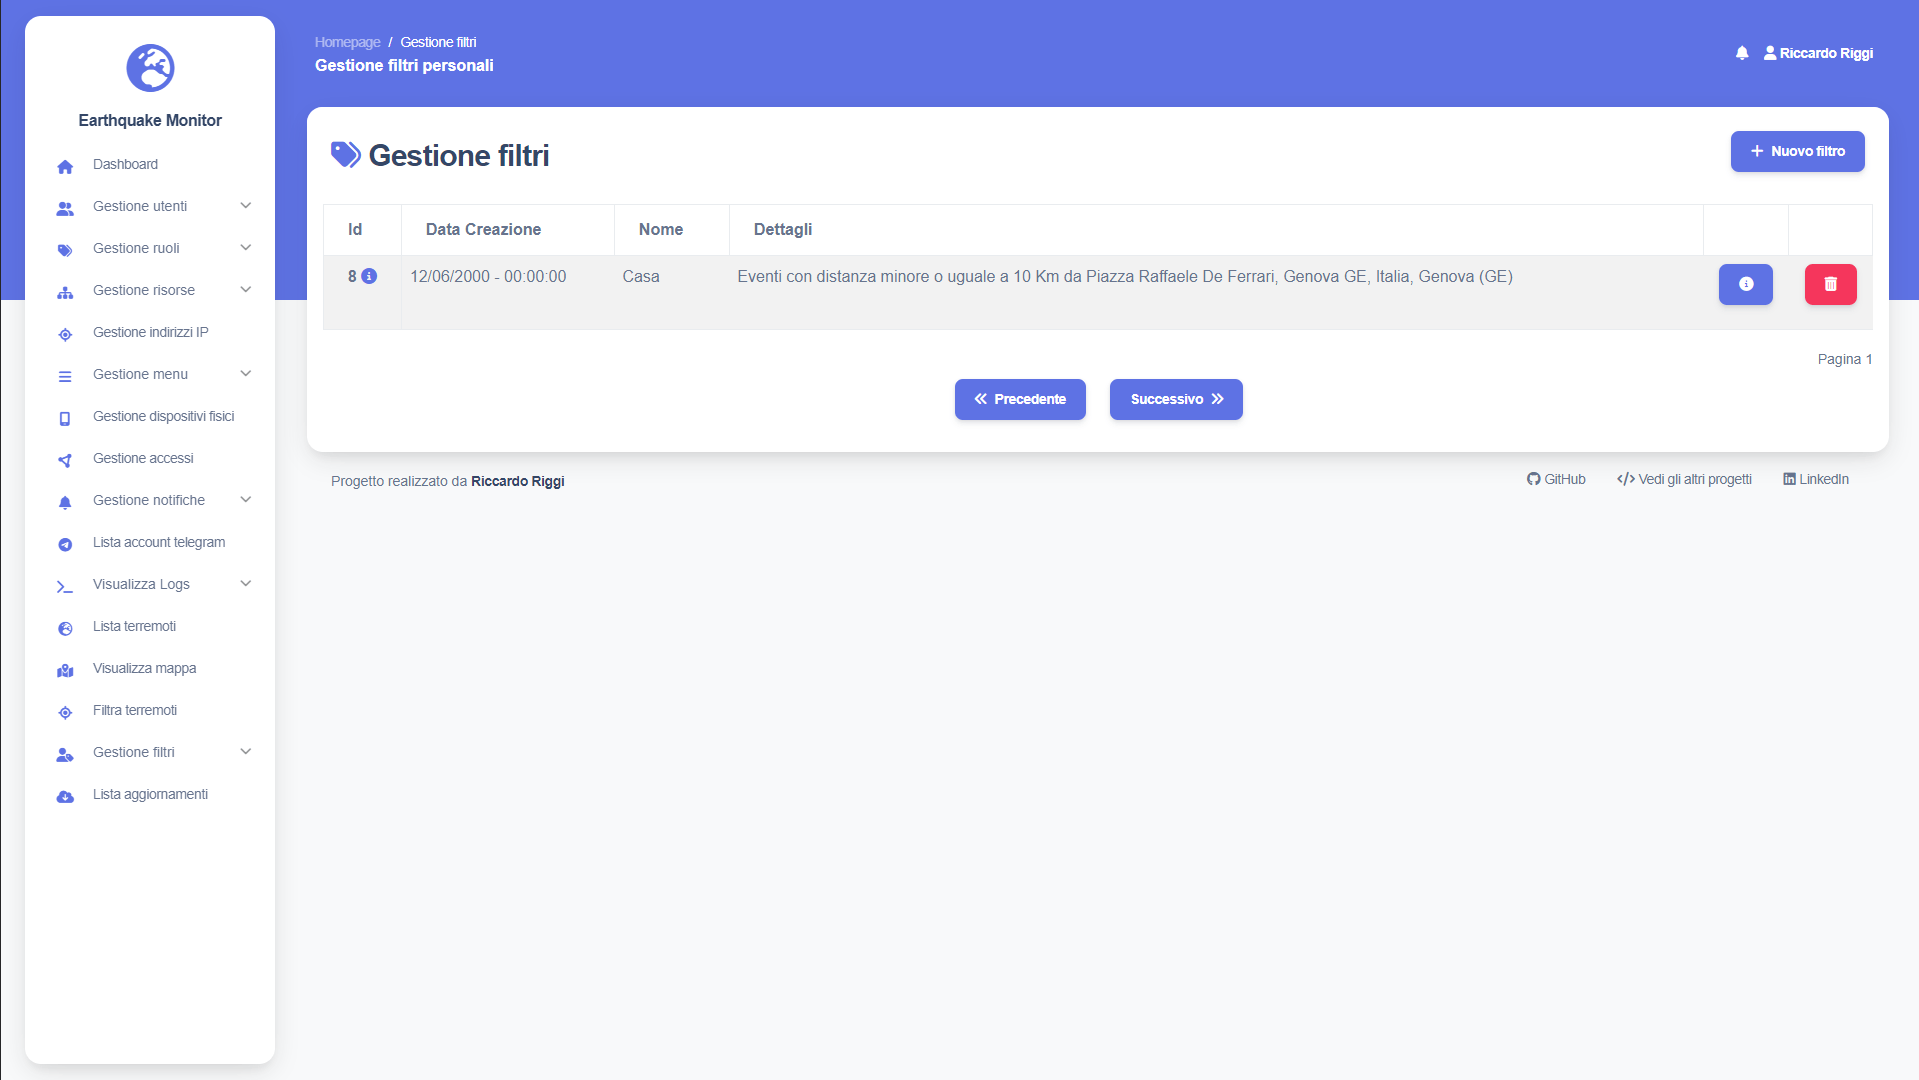 Earthquake Monitor
Dashboard
Gestione utenti
Gestione ruoli
Gestione risorse
Gestione indirizzi IP
Gestione menu
Gestione dispositivi fisici
Gestione accessi
Gestione notifiche
Lista account telegram
Visualizza Logs
Lista terremoti
Visualizza mappa
Filtra terremoti
Gestione filtri
Lista aggiornamenti
Homepage / Gestione filtri
Gestione filtri personali
Riccardo Riggi
Gestione filtri
Nuovo filtro
Id Data Creazione Nome Dettagli
8 12/06/2000 - 00:00:00 Casa Eventi con distanza minore o uguale a 10 Km da Piazza Raffaele De Ferrari, Genova GE, Italia, Genova (GE)
Pagina 1
Precedente Successivo
Progetto realizzato da Riccardo Riggi
GitHub Vedi gli altri progetti LinkedIn